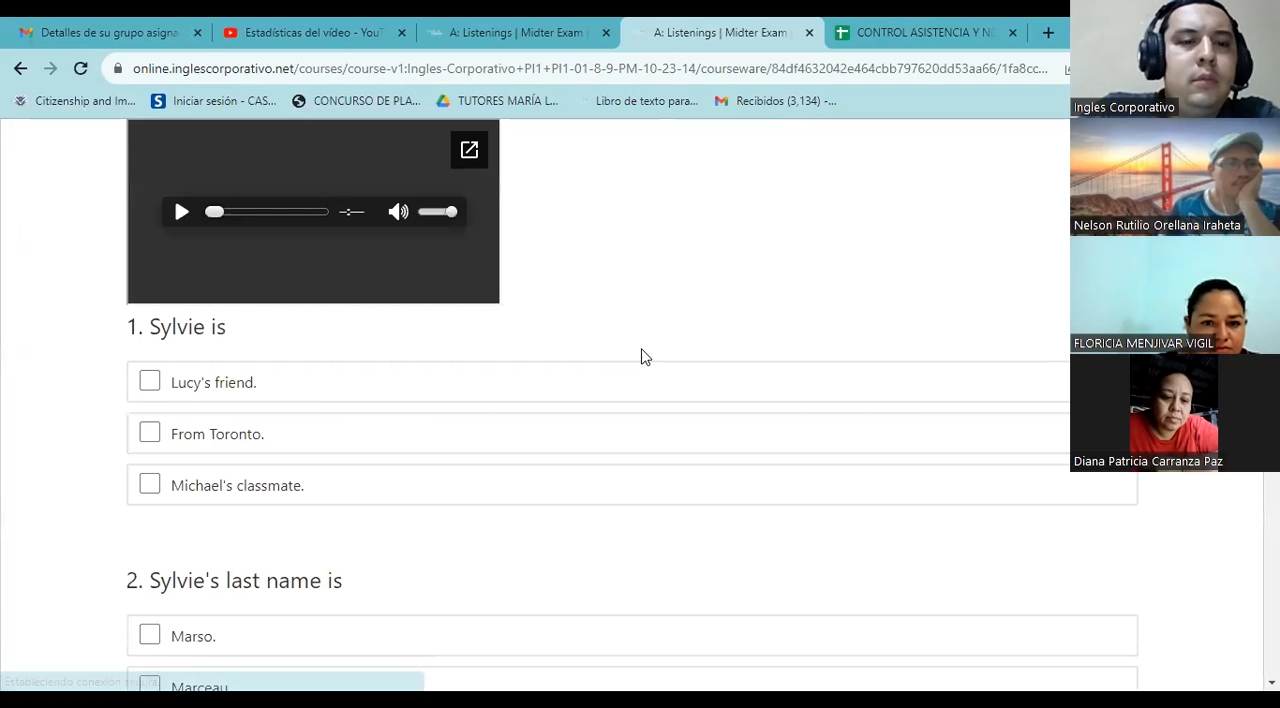 Detalles de su grupo asigna
Estadísticas del vídeo - YouT
A: Listenings | Midter Exam
A: Listenings | Midter Exam
CONTROL ASISTENCIA Y N
online.inglescorporativo.net/courses/course-v1:Ingles-Corporativo+PI1+PI1-01-8-9-PM-10-23-14/courseware/84df4632042e464cbb797620dd53aa66/1fa8cc...
Citizenship and Im...
Iniciar sesión - CAS...
CONCURSO DE PLA...
TUTORES MARÍA L...
Libro de texto para...
Recibidos (3,134) -...
Ingles Corporativo
Nelson Rutilio Orellana Iraheta
FLORICIA MENJIVAR VIGIL
Diana Patricia Carranza Paz
1. Sylvie is
Lucy's friend.
From Toronto.
Michael's classmate.
2. Sylvie's last name is
Marso.
Marceau
Estableciendo conexión segura...